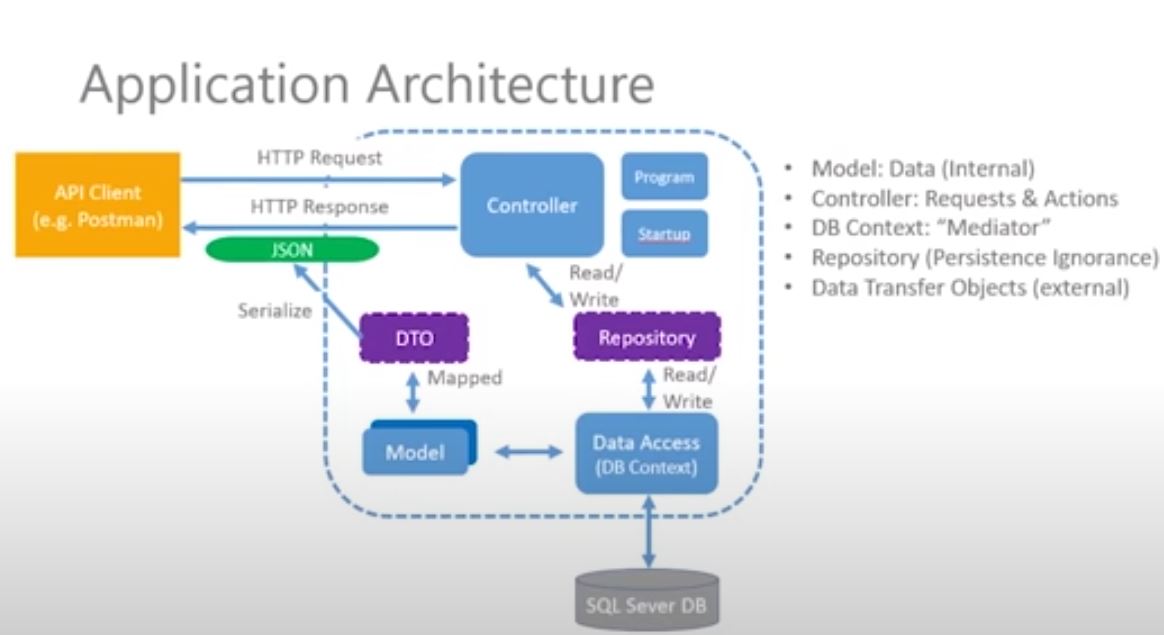 Application Architecture
HTTP Request
API Client
(e.g. Postman)
HTTP Response
JSON
Controller
Program
Startup
Read/
Write
Serialize
DTO
Repository
Mapped
Read/
Write
Model
Data Access
(DB Context)
SQL Sever DB
• Model: Data (Internal)
• Controller: Requests & Actions
• DB Context: “Mediator”
• Repository (Persistence Ignorance)
• Data Transfer Objects (external)